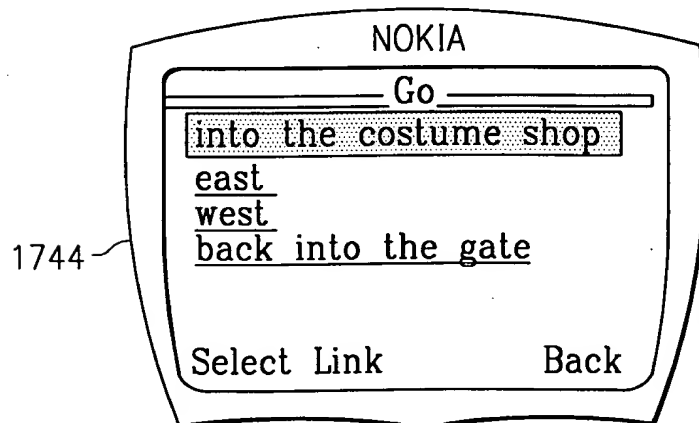 NOKIA
Go
into the costume shop
east
west
back into the gate
1744
Select Link Back